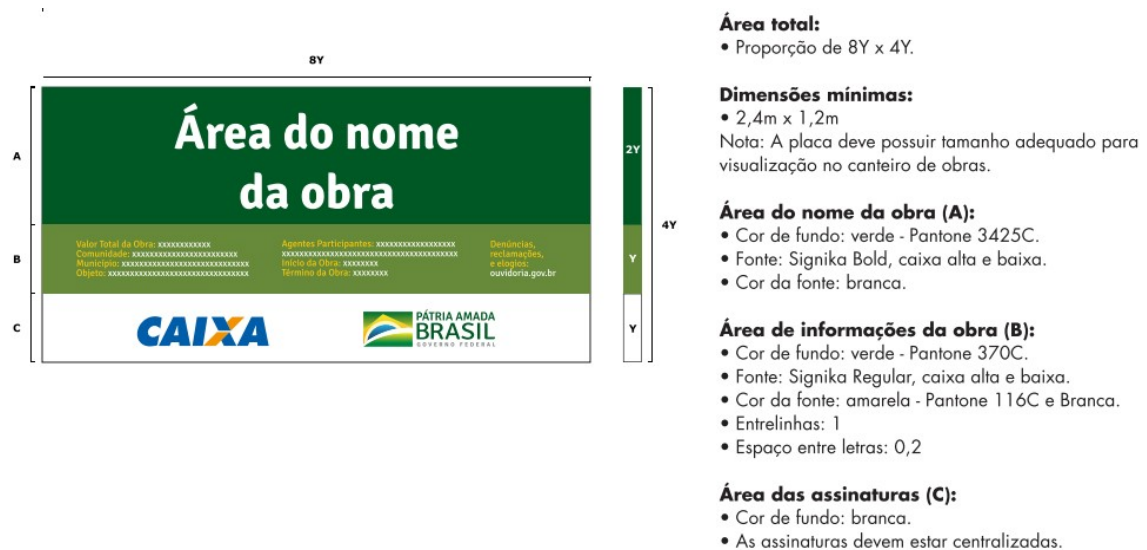 8Y
A
B
C
Área do nome
da obra
Valor Total da Obra: xxxxxxxxxxxx
Comunidade: xxxxxxxxxxxxxxxxxxxxxxxx
Município: xxxxxxxxxxxxxxxxxxxxxxxxxxxxx
Objeto: xxxxxxxxxxxxxxxxxxxxxxxxxxxxxxxx
Agentes Participantes: xxxxxxxxxxxxxxxxxx
xxxxxxxxxxxxxxxxxxxxxxxxxxxxxxxxxxxxxxxx
Início da Obra: xxxxxxxx
Término da Obra: xxxxxxxx
Denúncias,
reclamações,
e elogios:
ouvidoria.gov.br
CAIXA
PÁTRIA AMADA
BRASIL
GOVERNO FEDERAL
2Y
Y
Y
4Y
Área total:
• Proporção de 8Y x 4Y.
Dimensões mínimas:
• 2,4m x 1,2m
Nota: A placa deve possuir tamanho adequado para
visualização no canteiro de obras.
Área do nome da obra (A):
• Cor de fundo: verde - Pantone 3425C.
• Fonte: Signika Bold, caixa alta e baixa.
• Cor da fonte: branca.
Área de informações da obra (B):
• Cor de fundo: verde - Pantone 370C.
• Fonte: Signika Regular, caixa alta e baixa.
• Cor da fonte: amarela - Pantone 116C e Branca.
• Entrelinhas: 1
• Espaço entre letras: 0,2
Área das assinaturas (C):
• Cor de fundo: branca.
• As assinaturas devem estar centralizadas.